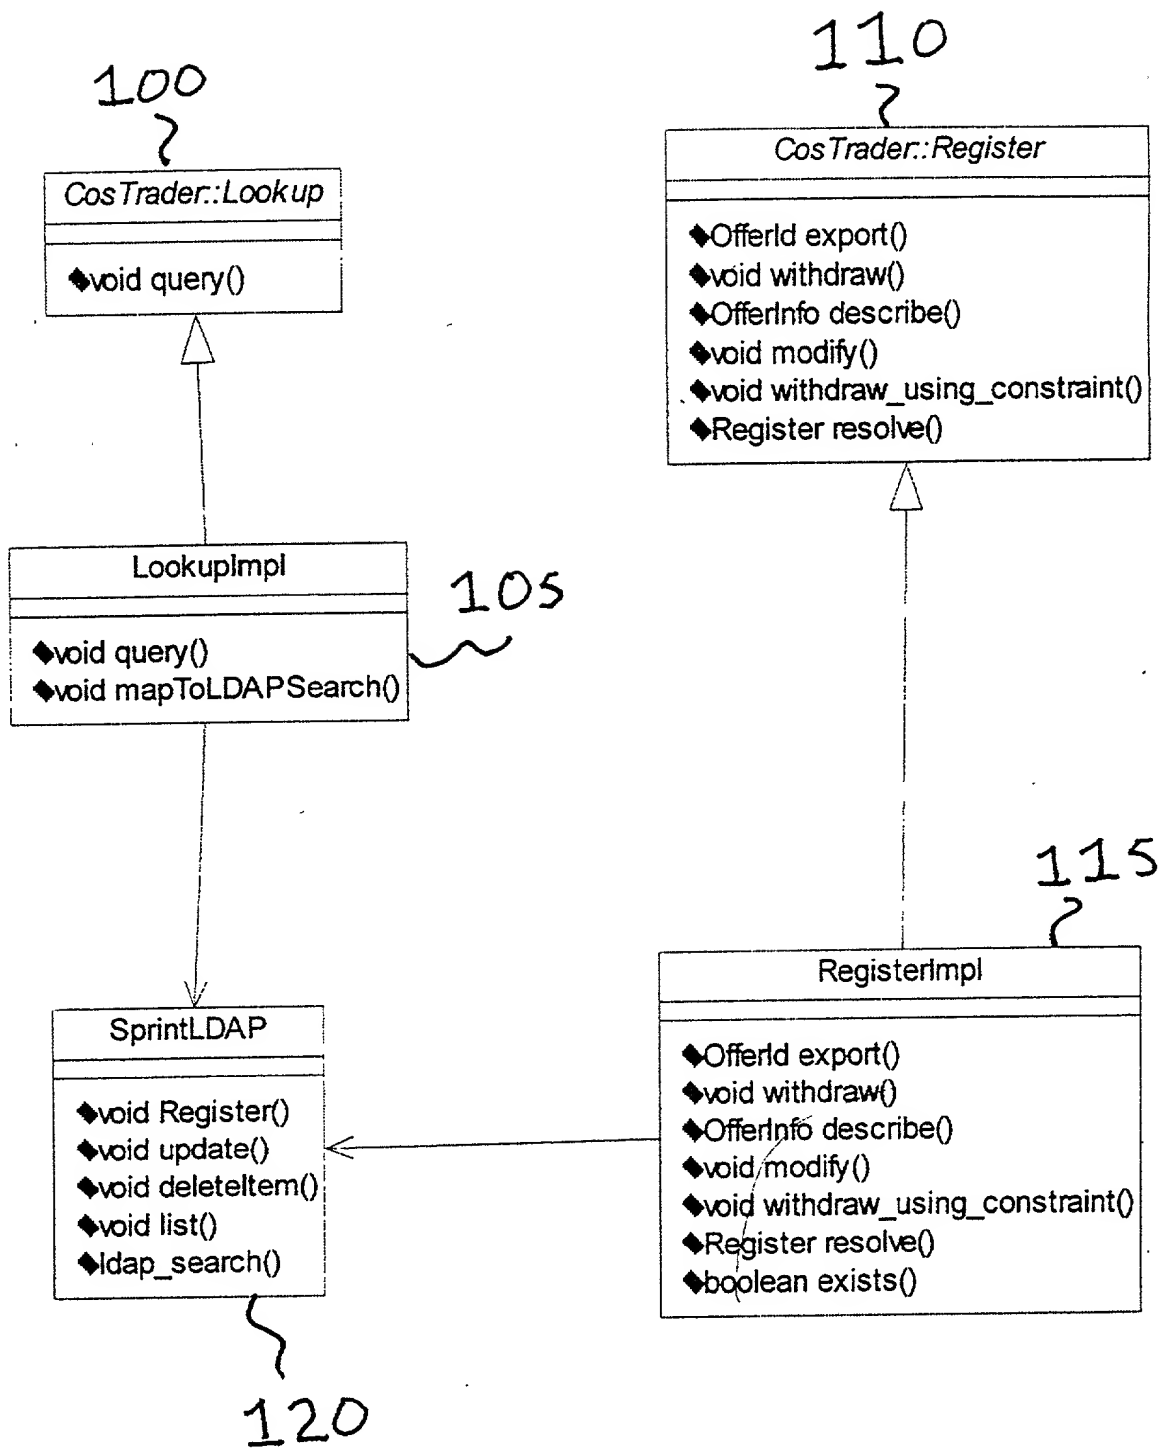 100
CosTrader::Lookup
void query()
110
CosTrader::Register
OfferId export()
void withdraw()
OfferInfo describe()
void modify()
void withdraw_using_constraint()
Register resolve()
LookupImpl
void query()
void mapToLDAPSearch()
105
SprintLDAP
void Register()
void update()
void deleteItem()
void list()
ldap_search()
120
115
RegisterImpl
OfferId export()
void withdraw()
OfferInfo describe()
void modify()
void withdraw_using_constraint()
Register resolve()
boolean exists()